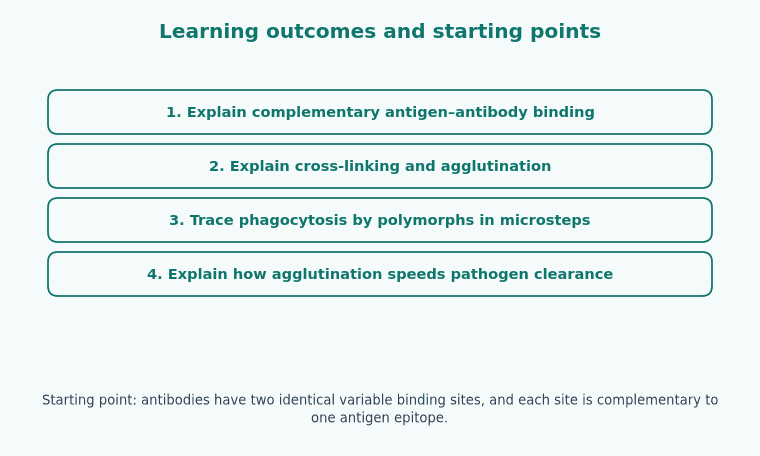 Learning outcomes and starting points
1. Explain complementary antigen–antibody binding
2. Explain cross-linking and agglutination
3. Trace phagocytosis by polymorphs in microsteps
4. Explain how agglutination speeds pathogen clearance
Starting point: antibodies have two identical variable binding sites, and each site is complementary to
one antigen epitope.